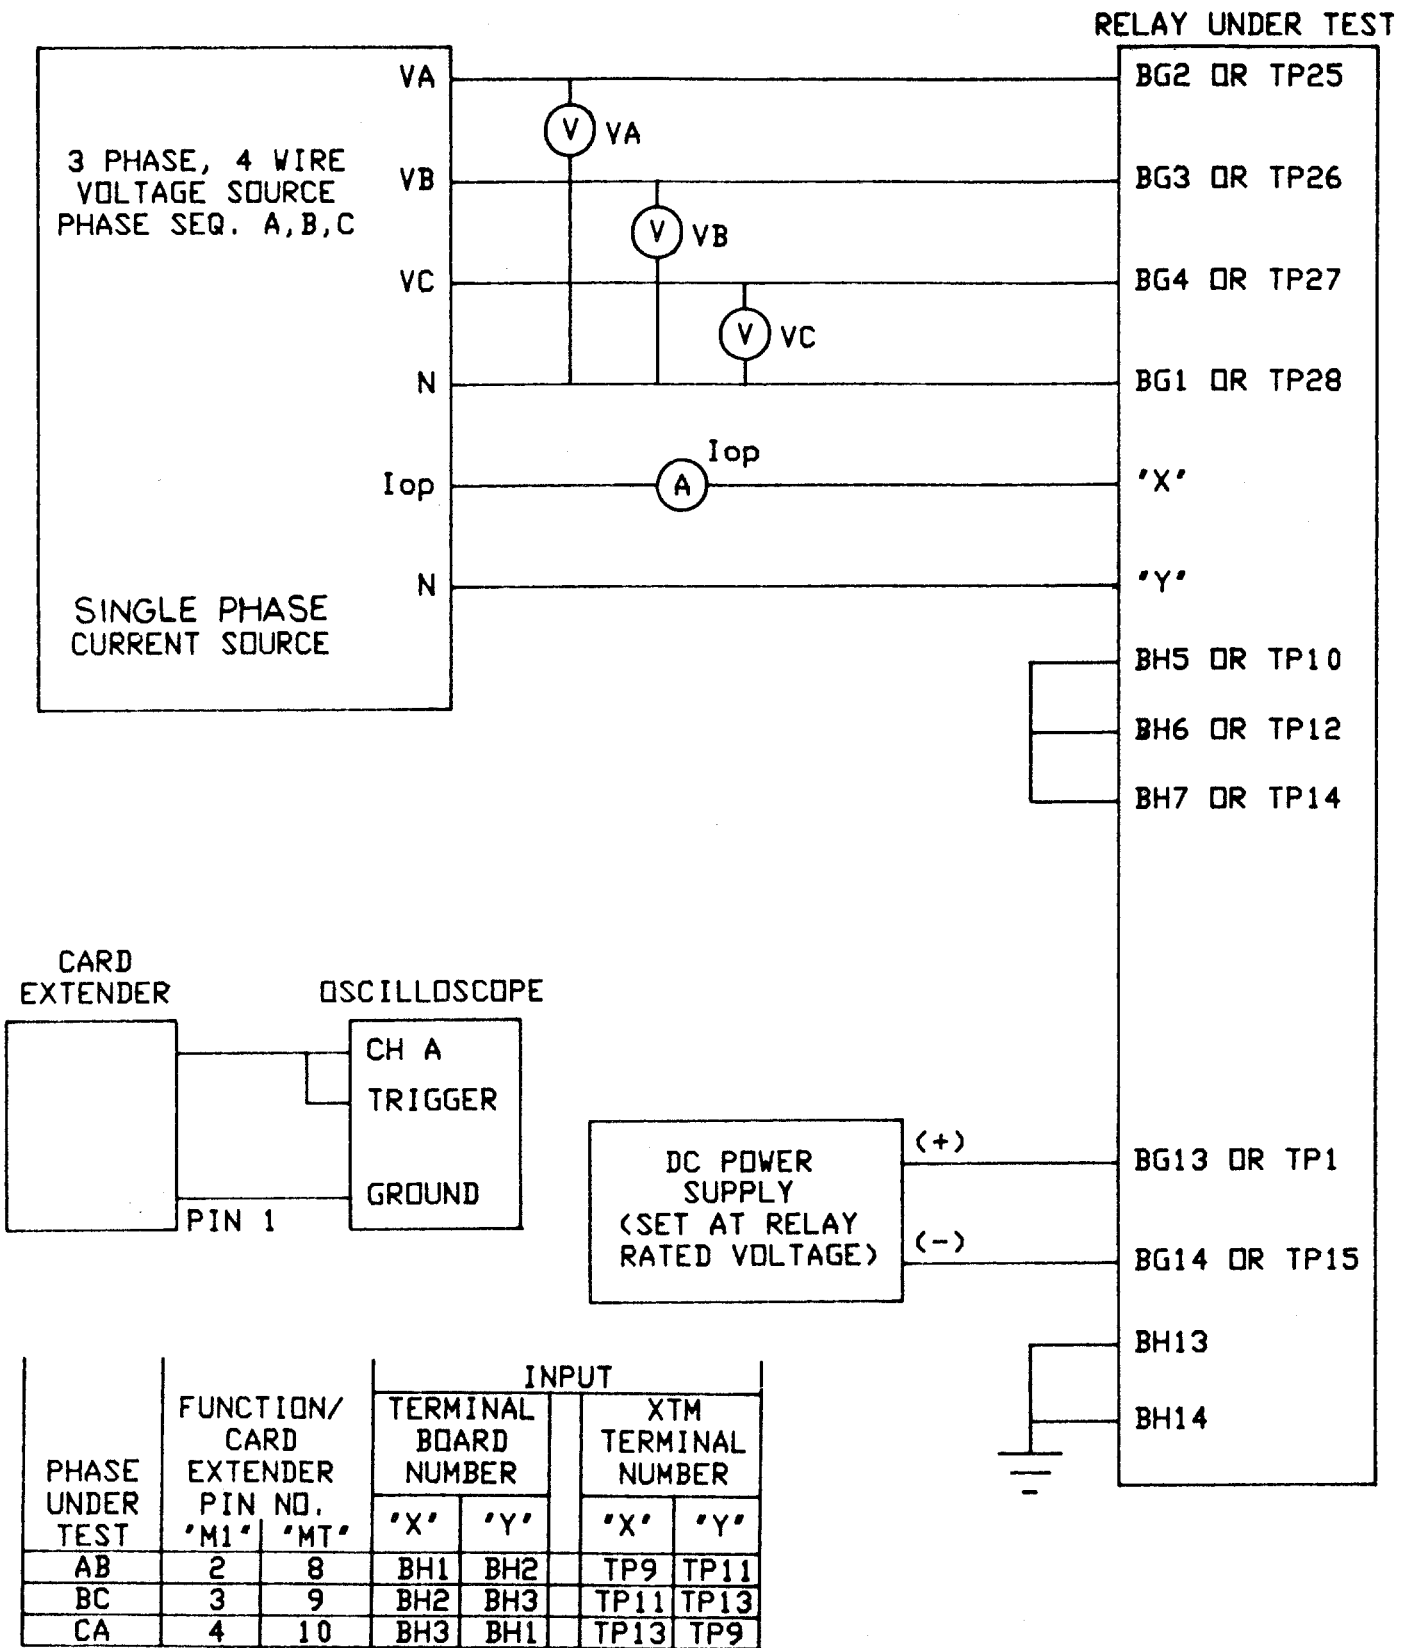 RELAY UNDER TEST
3 PHASE, 4 WIRE
VOLTAGE SOURCE
PHASE SEQ. A,B,C
VA
VB
VC
N
Iop
N
SINGLE PHASE
CURRENT SOURCE
V VA
V VB
V VC
Iop
A
BG2 OR TP25
BG3 OR TP26
BG4 OR TP27
BG1 OR TP28
"X"
"Y"
BH5 OR TP10
BH6 OR TP12
BH7 OR TP14
CARD
EXTENDER
OSCILLOSCOPE
CH A
TRIGGER
GROUND
PIN 1
DC POWER
SUPPLY
(SET AT RELAY
RATED VOLTAGE)
(+)
(-)
BG13 OR TP1
BG14 OR TP15
BH13
BH14
PHASE
UNDER
TEST
FUNCTION/
CARD
EXTENDER
PIN NO.
"M1" "MT"
INPUT
TERMINAL
BOARD
NUMBER
"X" "Y"
XTM
TERMINAL
NUMBER
"X" "Y"
AB 2 8 BH1 BH2 TP9 TP11
BC 3 9 BH2 BH3 TP11 TP13
CA 4 10 BH3 BH1 TP13 TP9